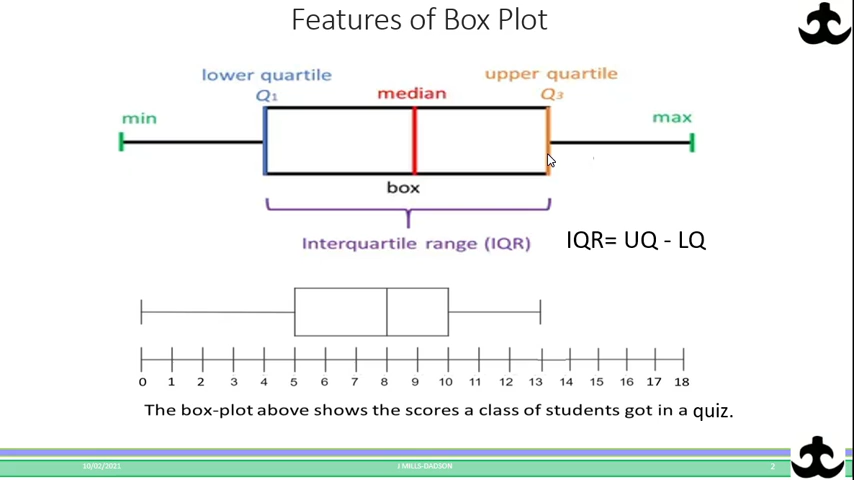 Features of Box Plot
lower quartile
Q1
median
upper quartile
Q3
min
max
box
Interquartile range (IQR)
IQR= UQ - LQ
0 1 2 3 4 5 6 7 8 9 10 11 12 13 14 15 16 17 18
The box-plot above shows the scores a class of students got in a quiz.
10/02/2021
J MILLS-DADSON
2